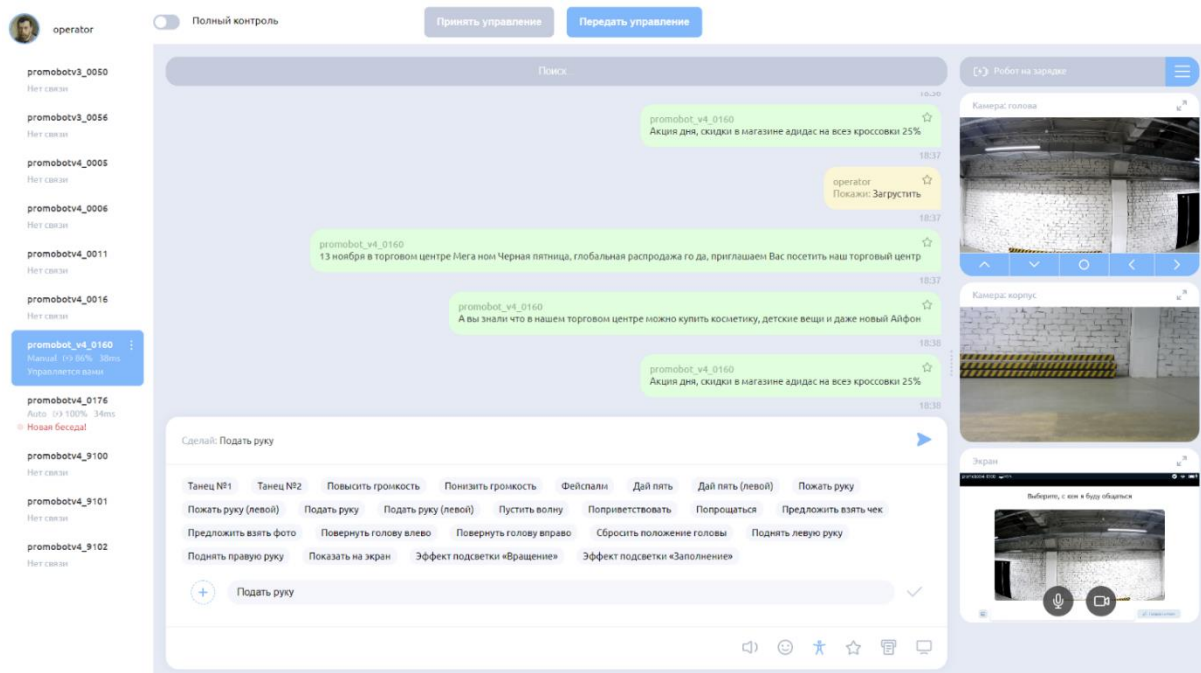 operator
Полный контроль
Принять управление
Передать управление
promobotv3_0050
Нет связи
promobotv3_0056
Нет связи
promobotv4_0005
Нет связи
promobotv4_0006
Нет связи
promobotv4_0011
Нет связи
promobotv4_0016
Нет связи
promobot_v4_0160
Manual 86% 38ms
Управляется вами
promobotv4_0176
Auto 100% 34ms
Новая беседа!
promobotv4_9100
Нет связи
promobotv4_9101
Нет связи
promobotv4_9102
Нет связи
Поиск...
promobot_v4_0160
Акция дня, скидки в магазине адидас на всеэ кроссовки 25%
18:37
operator
Покажи: Загрустить
18:37
promobot_v4_0160
13 ноября в торговом центре Мега ном Черная пятница, глобальная распродажа го да, приглашаем Вас посетить наш торговый центр
18:37
promobot_v4_0160
А вы знали что в нашем торговом центре можно купить косметику, детские вещи и даже новый Айфон
18:38
promobot_v4_0160
Акция дня, скидки в магазине адидас на всеэ кроссовки 25%
18:38
Сделай: Подать руку
Танец №1 Танец №2 Повысить громкость Понизить громкость Фейспалм Дай пять Дай пять (левой) Пожать руку
Пожать руку (левой) Подать руку Подать руку (левой) Пустить волну Поприветствовать Попрощаться Предложить взять чек
Предложить взять фото Повернуть голову влево Повернуть голову вправо Сбросить положение головы Поднять левую руку
Поднять правую руку Показать на экран Эффект подсветки «Вращение» Эффект подсветки «Заполнение»
Подать руку
Робот на зарядке
Камера: голова
Камера: корпус
Экран
Выберите, с кем я буду общаться